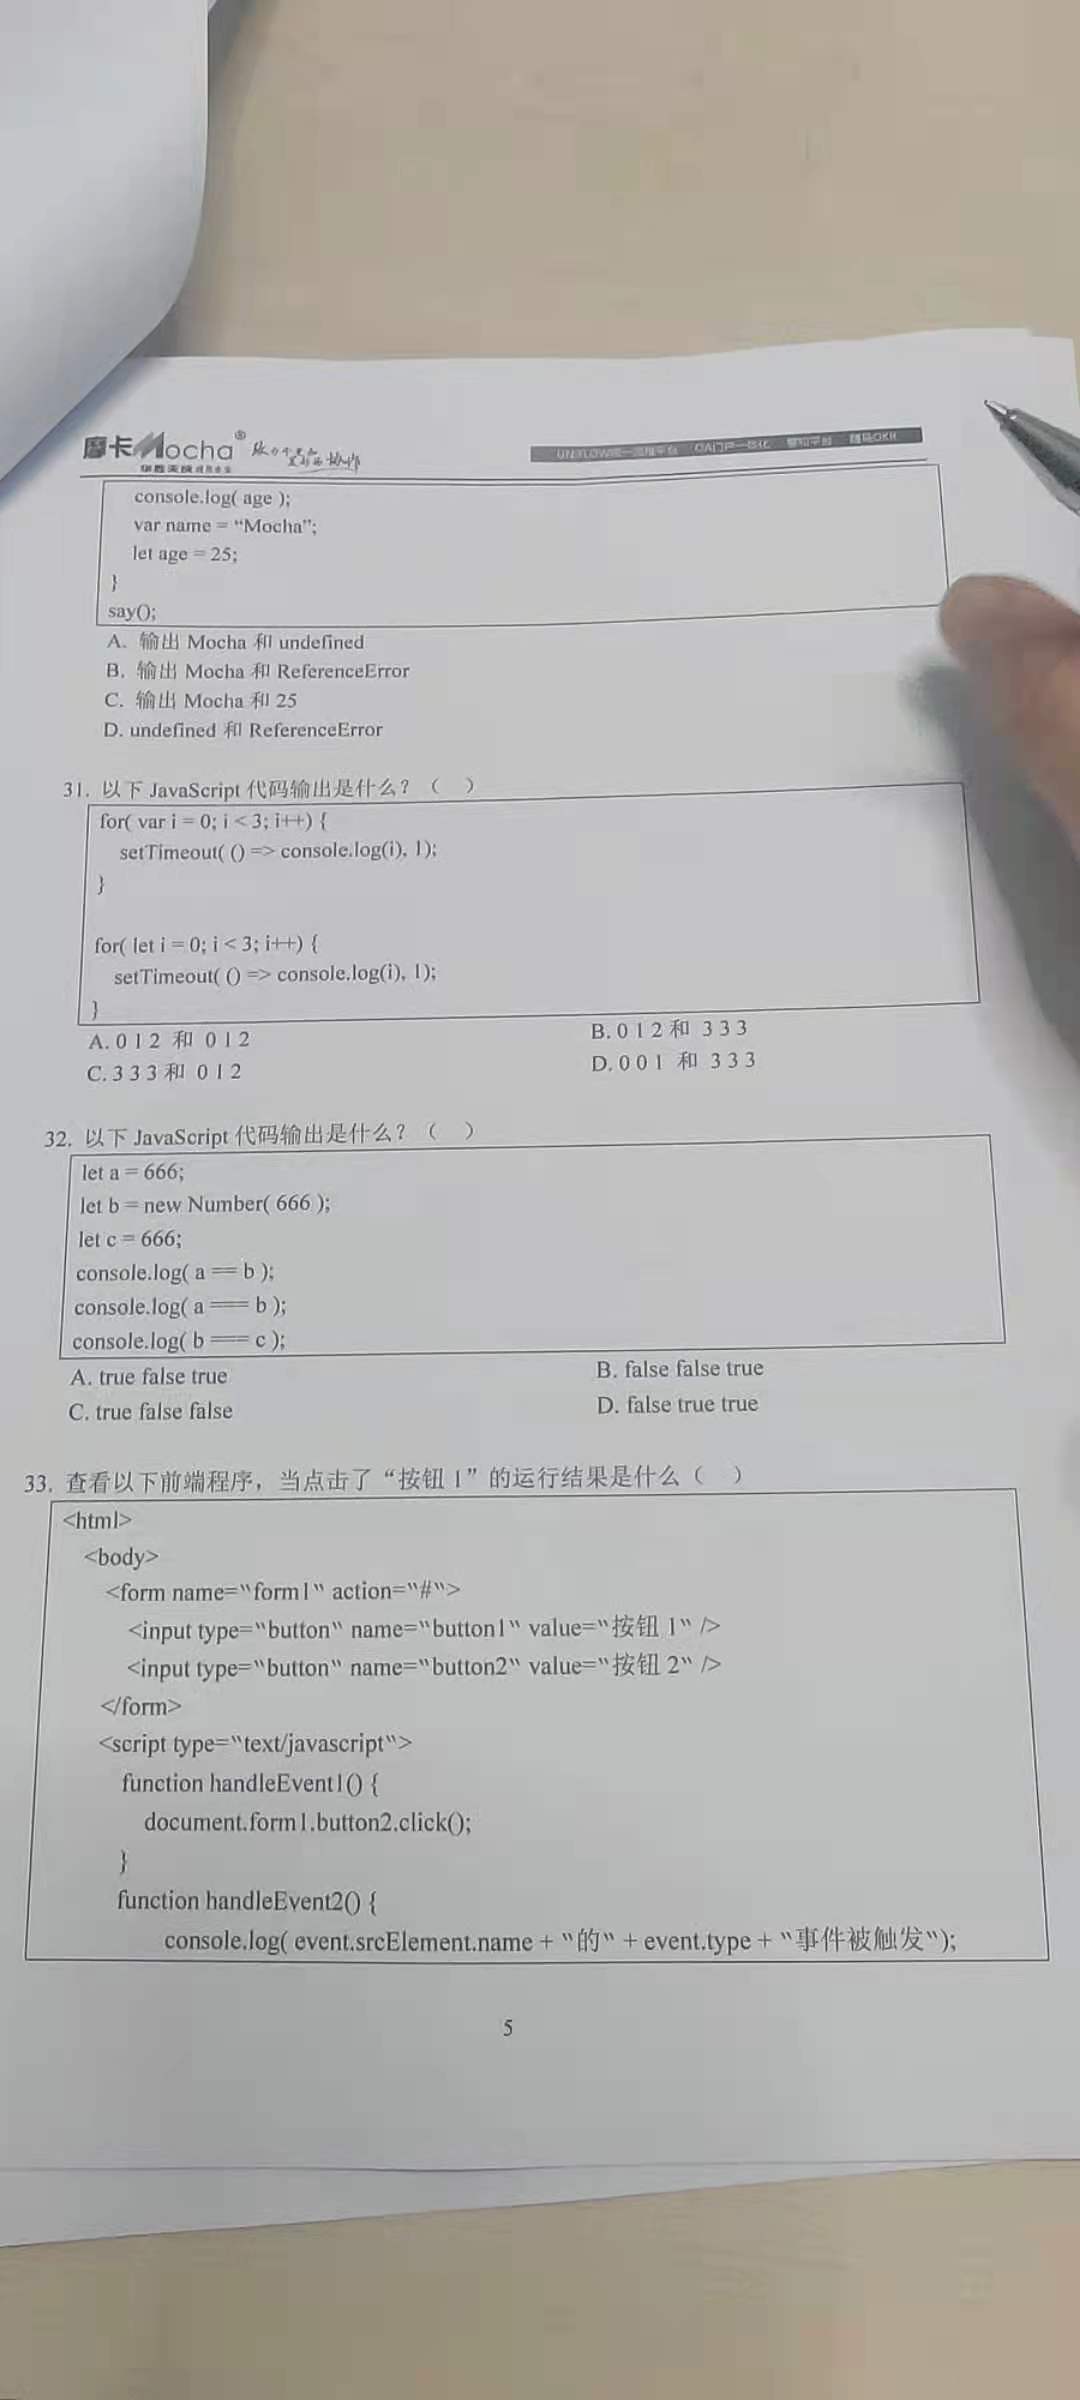 摩卡Mocha®
console.log( age );
var name = “Mocha”;
let age = 25;
}
say();
A. 输出 Mocha 和 undefined
B. 输出 Mocha 和 ReferenceError
C. 输出 Mocha 和 25
D. undefined 和 ReferenceError
31. 以下 JavaScript 代码输出是什么？（ ）
for( var i = 0; i < 3; i++) {
setTimeout( () => console.log(i), 1);
}
for( let i = 0; i < 3; i++) {
setTimeout( () => console.log(i), 1);
}
A. 0 1 2 和 0 1 2 B. 0 1 2 和 3 3 3
C. 3 3 3 和 0 1 2 D. 0 0 1 和 3 3 3
32. 以下 JavaScript 代码输出是什么？（ ）
let a = 666;
let b = new Number( 666 );
let c = 666;
console.log( a == b );
console.log( a === b );
console.log( b === c );
A. true false true B. false false true
C. true false false D. false true true
33. 查看以下前端程序，当点击了“按钮 1”的运行结果是什么（ ）
<html>
<body>
<form name="form1" action="#">
<input type="button" name="button1" value="按钮 1" />
<input type="button" name="button2" value="按钮 2" />
</form>
<script type="text/javascript">
function handleEvent1() {
document.form1.button2.click();
}
function handleEvent2() {
console.log( event.srcElement.name + "的" + event.type + "事件被触发");
5